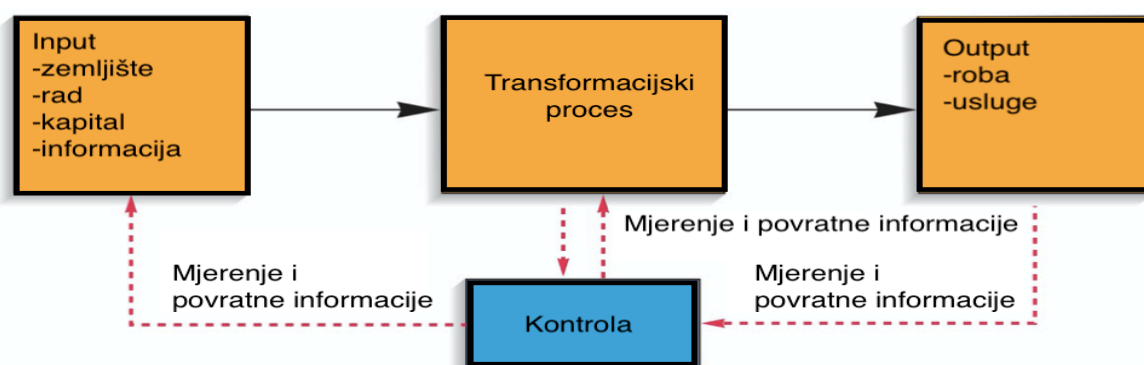 Input
-zemljište
-rad
-kapital
-informacija
Transformacijski
proces
Output
-roba
-usluge
Mjerenje i povratne informacije
Mjerenje i
povratne informacije
Mjerenje i
povratne informacije
Kontrola